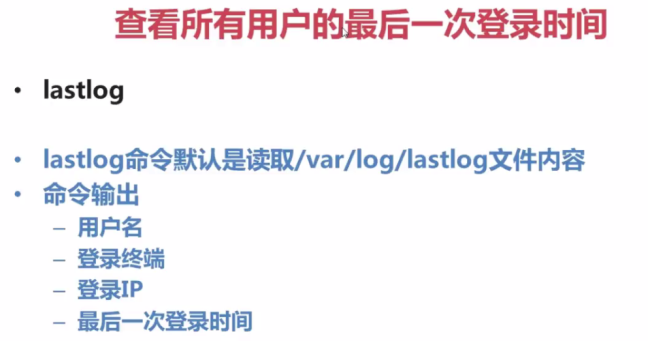 查看所有用户的最后一次登录时间
• lastlog
• lastlog命令默认是读取/var/log/lastlog文件内容
• 命令输出
– 用户名
– 登录终端
– 登录IP
– 最后一次登录时间